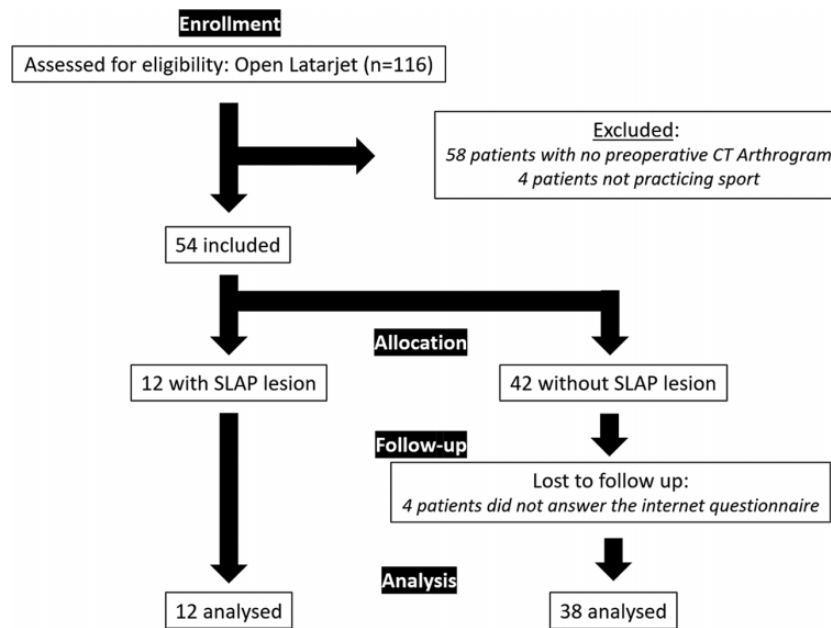 Enrollment
Assessed for eligibility: Open Latarjet (n=116)
Excluded:
58 patients with no preoperative CT Arthrogram
4 patients not practicing sport
54 included
Allocation
12 with SLAP lesion
42 without SLAP lesion
Follow-up
Lost to follow up:
4 patients did not answer the internet questionnaire
Analysis
12 analysed
38 analysed